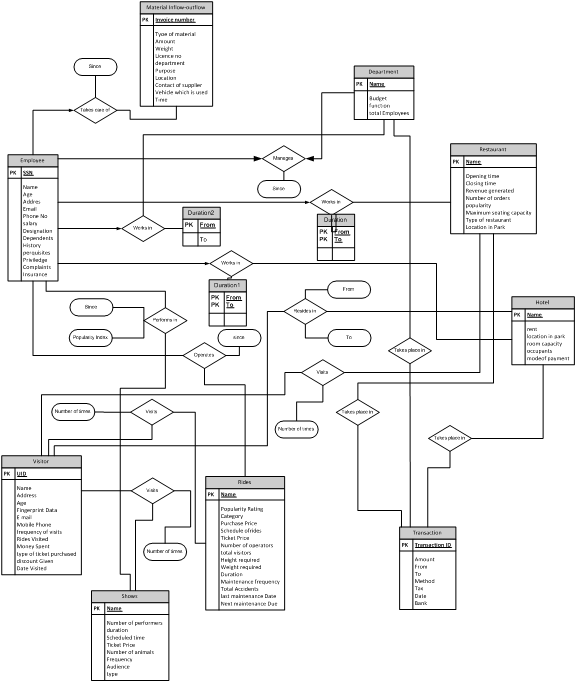 Material Inflow-outflow
PK Invoice number
Type of material
Amount
Weight
Licence no
department
Purpose
Location
Contact of supplier
Vehicle which is used
Time
Since
Takes care of
Department
PK Name
Budget
function
total Employees
Employee
PK SSN
Name
Age
Addres
Email
Phone No
salary
Designation
Dependents
History
perquisites
Priviledge
Complaints
Insurance
Manages
Since
Restaurant
PK Name
Opening time
Closing time
Revenue generated
Number of orders
popularity
Maximum seating capacity
Type of restaurant
Location in Park
Works in
Duration
PK From
PK To
Works in
Duration2
PK From
To
Works in
Duration1
PK From
PK To
Since
Popularity Index
Performs in
since
Operates
From
Resides in
To
Hotel
PK Name
rent
location in park
room capacity
occupants
modeof payment
Takes place in
Visits
Number of times
Takes place in
Takes place in
Number of times
Visits
Visitor
PK UID
Name
Address
Age
Fingerprint Data
E mail
Mobile Phone
frequency of visits
Rides Visited
Money Spent
type of ticket purchased
discount Given
Date Visited
Visits
Number of times
Rides
PK Name
Popularity Rating
Category
Purchase Price
Schedule ofrides
Ticket Price
Number of operators
total visitors
Height required
Weight required
Duration
Maintenance frequency
Total Accidents
last maintenance Date
Next maintenance Due
Transaction
PK Transaction ID
Amount
From
To
Method
Tax
Date
Bank
Shows
PK Name
Number of performers
duration
Scheduled time
Ticket Price
Number of animals
Frequency
Audience
type